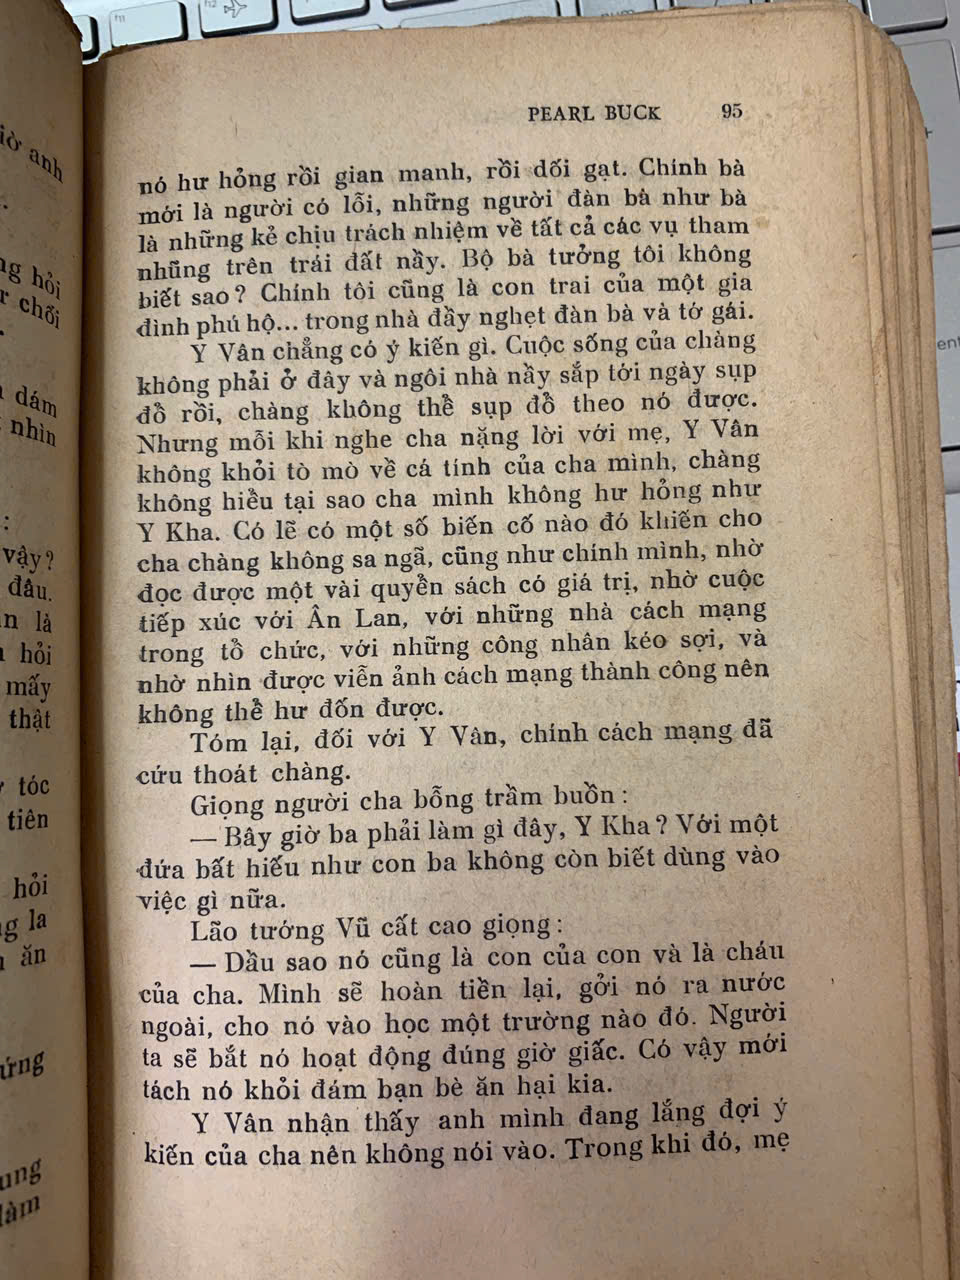 PEARL BUCK 95
nó hư hỏng rồi gian manh, rồi dối gạt. Chính bà
mới là người có lỗi, những người đàn bà như bà
là những kẻ chịu trách nhiệm về tất cả các vụ tham
nhũng trên trái đất nầy. Bộ bà tưởng tôi không
biết sao? Chính tôi cũng là con trai của một gia
đình phú hộ... trong nhà đầy nghẹt đàn bà và tớ gái.
Y Vân chẳng có ý kiến gì. Cuộc sống của chàng
không phải ở đây và ngôi nhà nầy sắp tới ngày sụp
đổ rồi, chàng không thể sụp đổ theo nó được.
Nhưng mỗi khi nghe cha nặng lời với mẹ, Y Vân
không khỏi tò mò về cá tính của cha mình, chàng
không hiểu tại sao cha mình không hư hỏng như
Y Kha. Có lẽ có một số biến cố nào đó khiến cho
cha chàng không sa ngã, cũng như chính mình, nhờ
đọc được một vài quyển sách có giá trị, nhờ cuộc
tiếp xúc với Ân Lan, với những nhà cách mạng
trong tổ chức, với những công nhân kéo sợi, và
nhờ nhìn được viễn ảnh cách mạng thành công nên
không thể hư đốn được.
Tóm lại, đối với Y Vân, chính cách mạng đã
cứu thoát chàng.
Giọng người cha bỗng trầm buồn:
— Bây giờ ba phải làm gì đây, Y Kha? Với một
đứa bất hiếu như con ba không còn biết dùng vào
việc gì nữa.
Lão tướng Vũ cất cao giọng:
— Dầu sao nó cũng là con của con và là cháu
của cha. Mình sẽ hoàn tiền lại, gởi nó ra nước
ngoài, cho nó vào học một trường nào đó. Người
ta sẽ bắt nó hoạt động đúng giờ giấc. Có vậy mới
tách nó khỏi đám bạn bè ăn hại kia.
Y Vân nhận thấy anh mình đang lắng đợi ý
kiến của cha nên không nói vào. Trong khi đó, mẹ